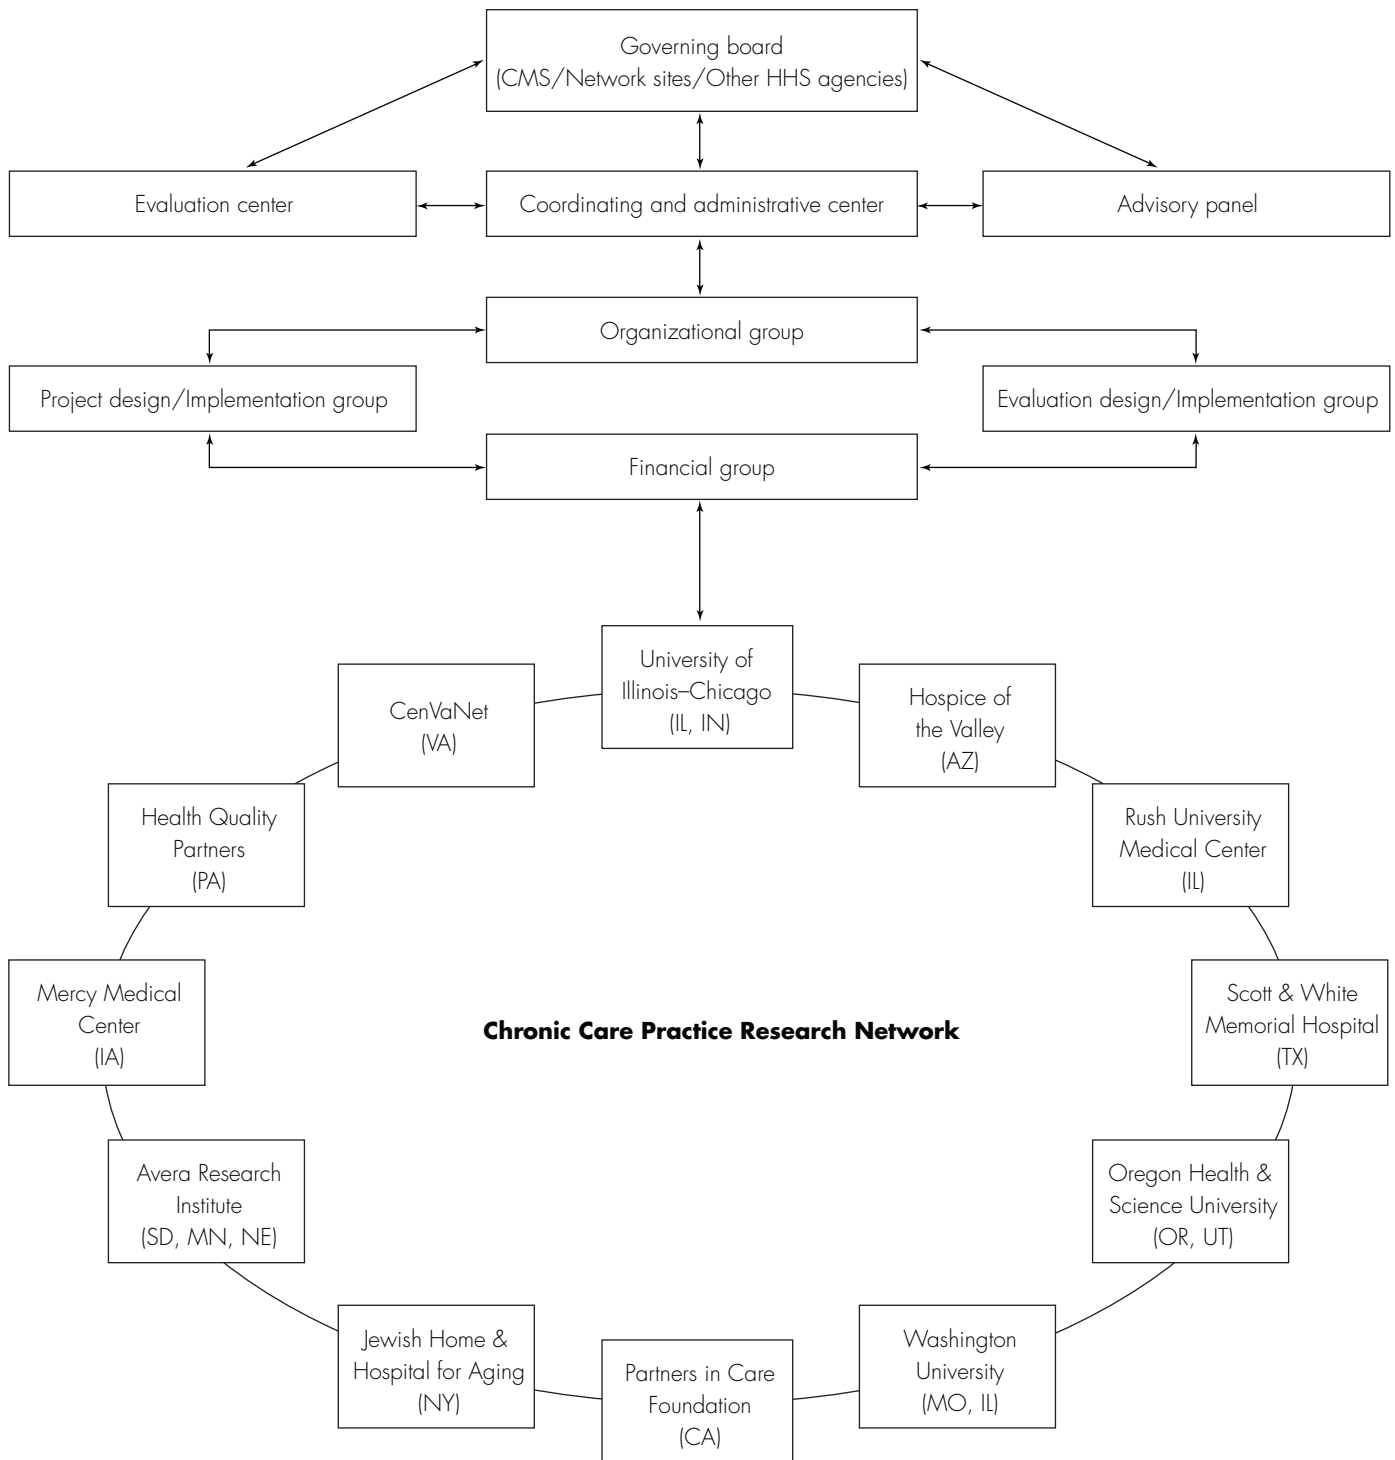 Governing board
(CMS/Network sites/Other HHS agencies)
Evaluation center
Coordinating and administrative center
Advisory panel
Organizational group
Project design/Implementation group
Evaluation design/Implementation group
Financial group
University of
Illinois–Chicago
(IL, IN)
CenVaNet
(VA)
Hospice of
the Valley
(AZ)
Health Quality
Partners
(PA)
Rush University
Medical Center
(IL)
Mercy Medical
Center
(IA)
Chronic Care Practice Research Network
Scott & White
Memorial Hospital
(TX)
Avera Research
Institute
(SD, MN, NE)
Oregon Health &
Science University
(OR, UT)
Jewish Home &
Hospital for Aging
(NY)
Partners in Care
Foundation
(CA)
Washington
University
(MO, IL)